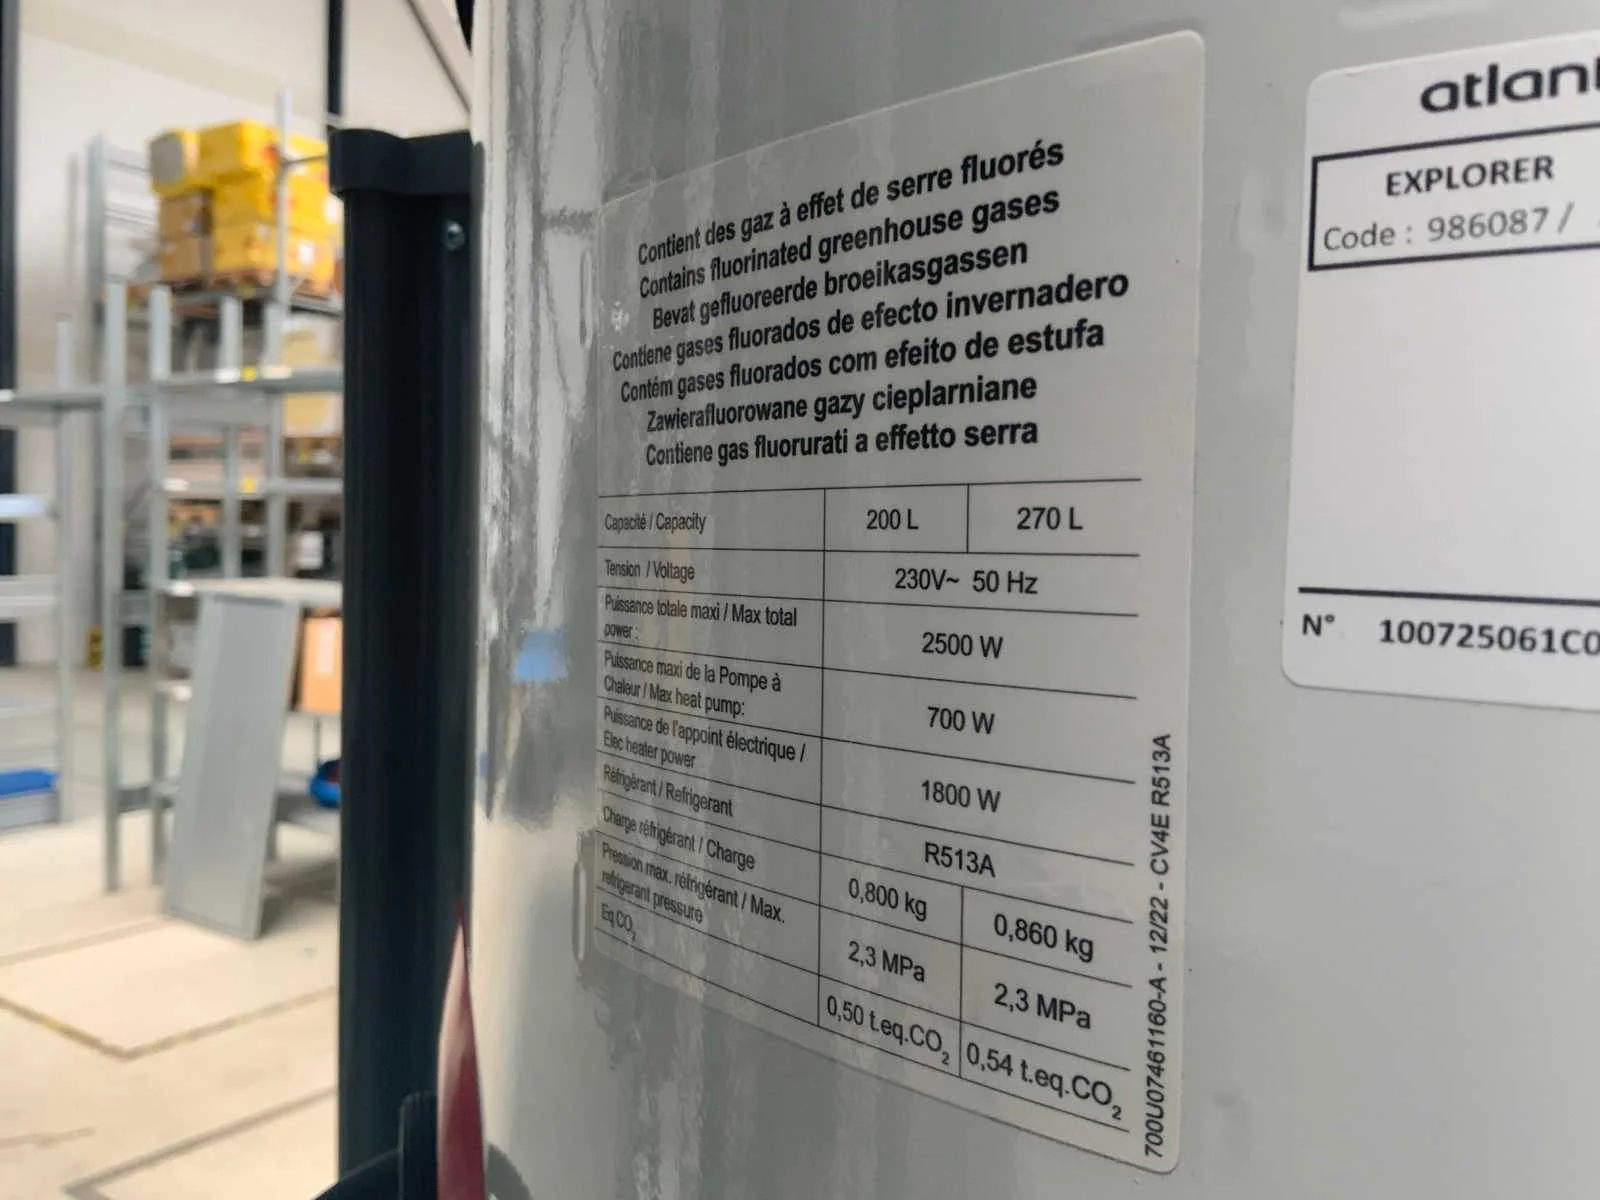 Contient des gaz à effet de serre fluorés
Contains fluorinated greenhouse gases
Bevat gefluoreerde broeikasgassen
Contiene gases fluorados de efecto invernadero
Contém gases fluorados com efeito de estufa
Zawierafluorowane gazy cieplarniane
Contiene gas fluorurati a effetto serra
Capacité / Capacity 200 L 270 L
Tension / Voltage 230V~ 50 Hz
Puissance totale maxi / Max total
power : 2500 W
Puissance maxi de la Pompe à
Chaleur / Max heat pump: 700 W
Puissance de l'appoint électrique /
Elec heater power 1800 W
Réfrigérant / Refrigerant R513A
Charge réfrigérant / Charge 0,800 kg 0,860 kg
Pression max. réfrigérant / Max.
refrigerant pressure 2,3 MPa 2,3 MPa
Eq CO2 0,50 t.eq.CO2 0,54 t.eq.CO2
700U07461160-A - 12/22 - CV4E R513A
atlant
EXPLORER
Code : 986087 /
N° 100725061C0